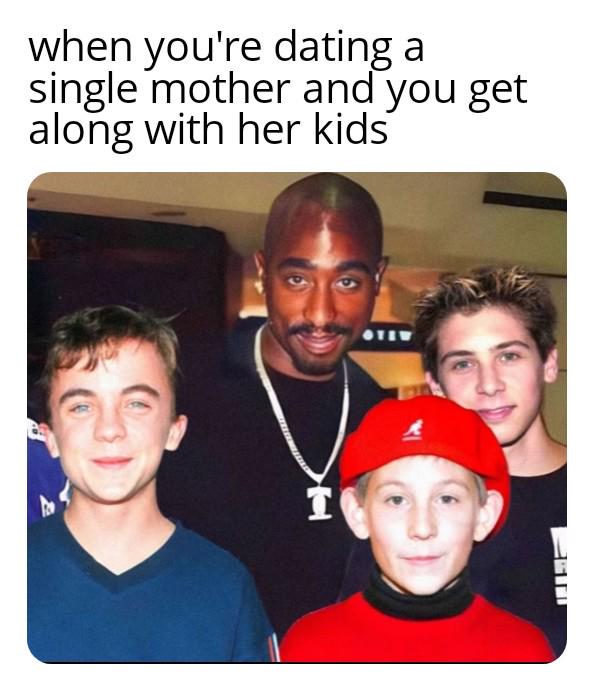 when you're dating a
single mother and you get
along with her kids
T